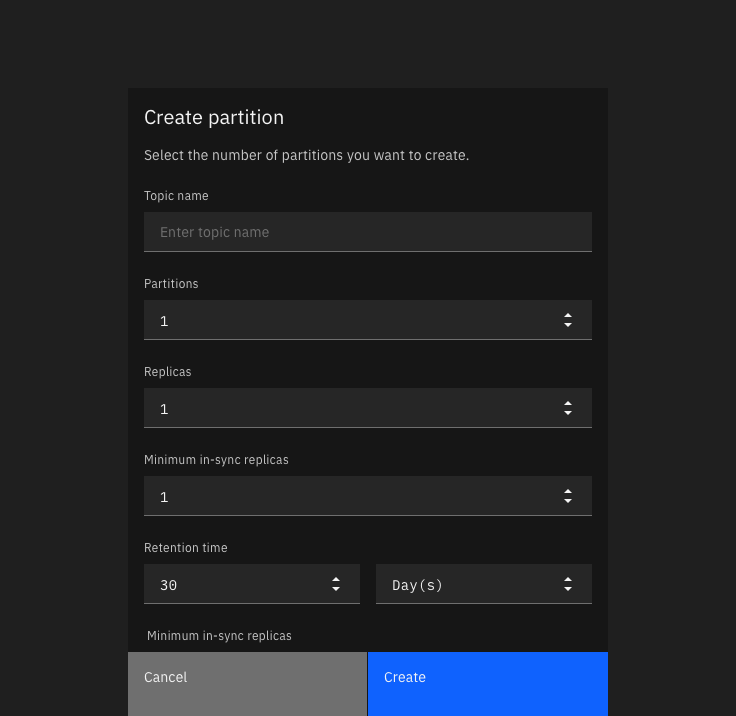 Create partition
Select the number of partitions you want to create.
Topic name
Enter topic name
Partitions
1
Replicas
1
Minimum in-sync replicas
1
Retention time
30 Day(s)
Minimum in-sync replicas
Cancel Create